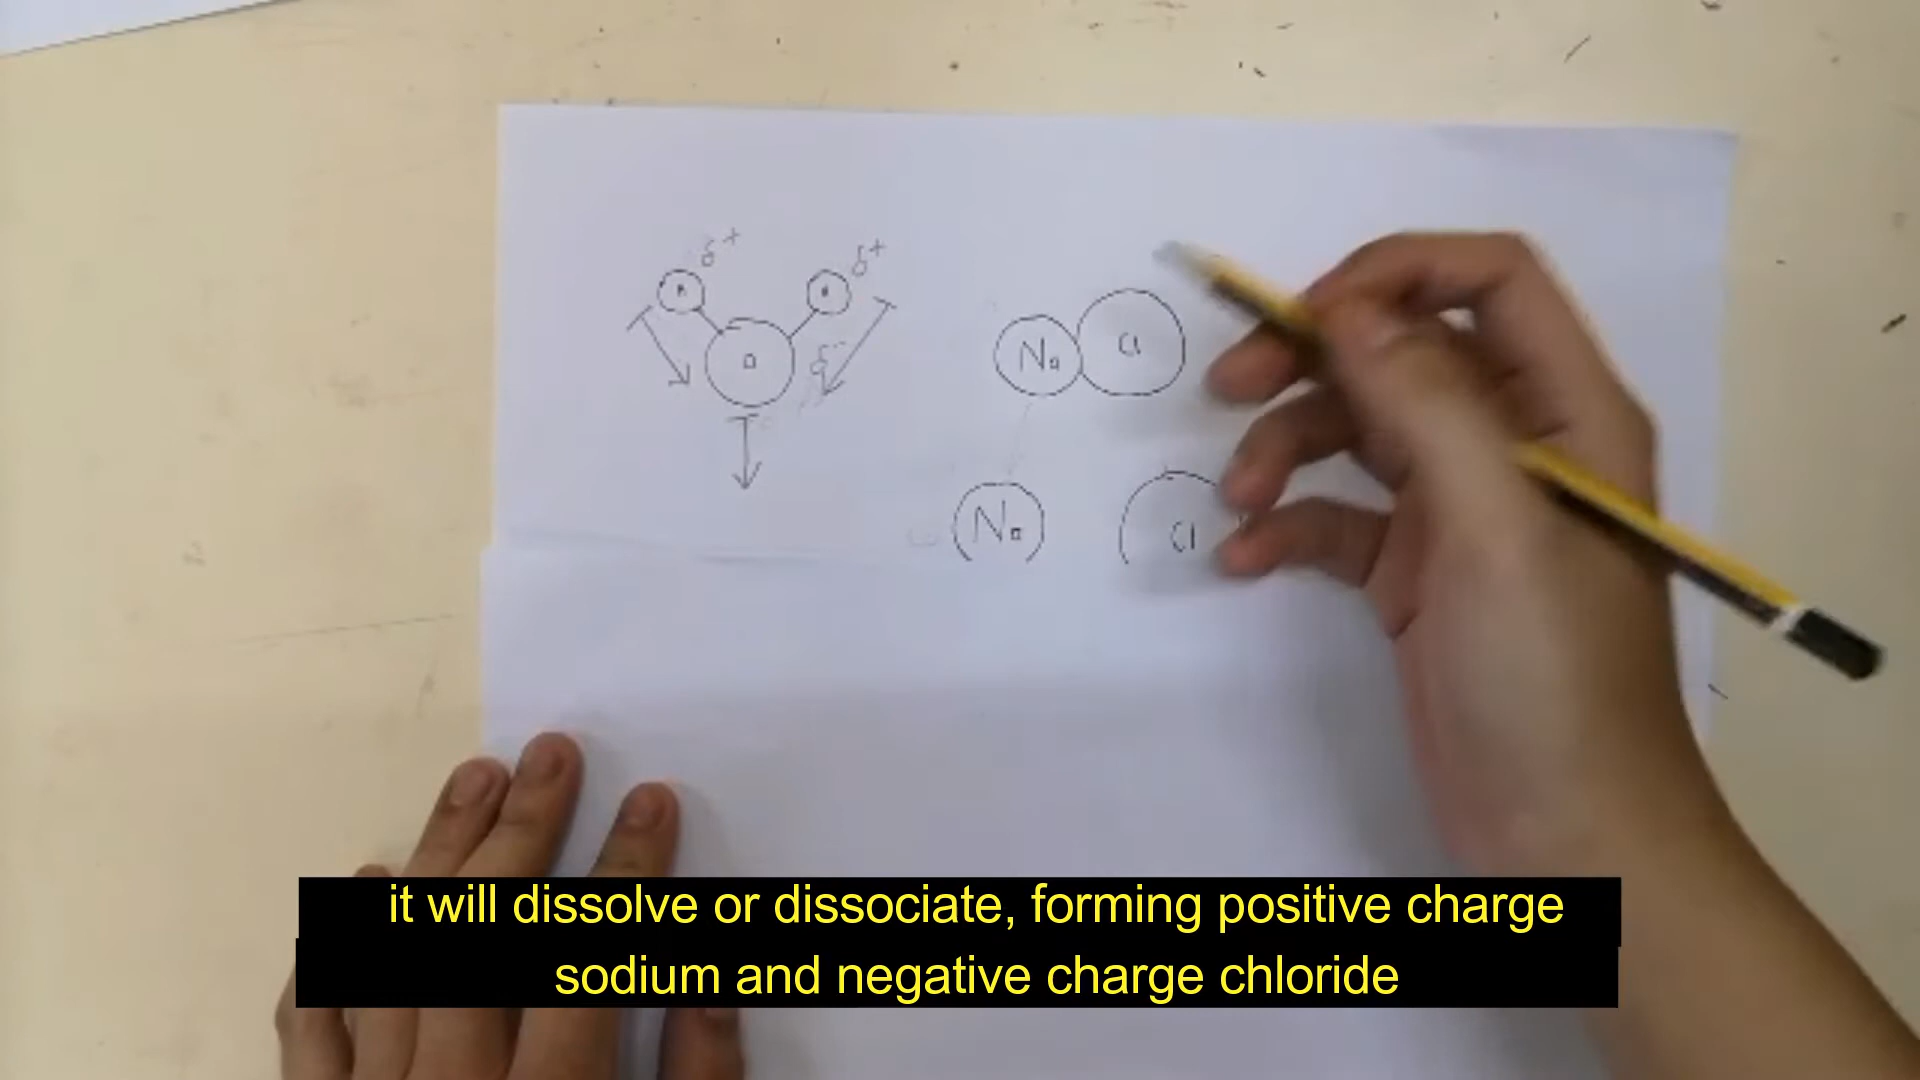 δ+ δ+
H H
O δ-
Na Cl
Na Cl
it will dissolve or dissociate, forming positive charge
sodium and negative charge chloride